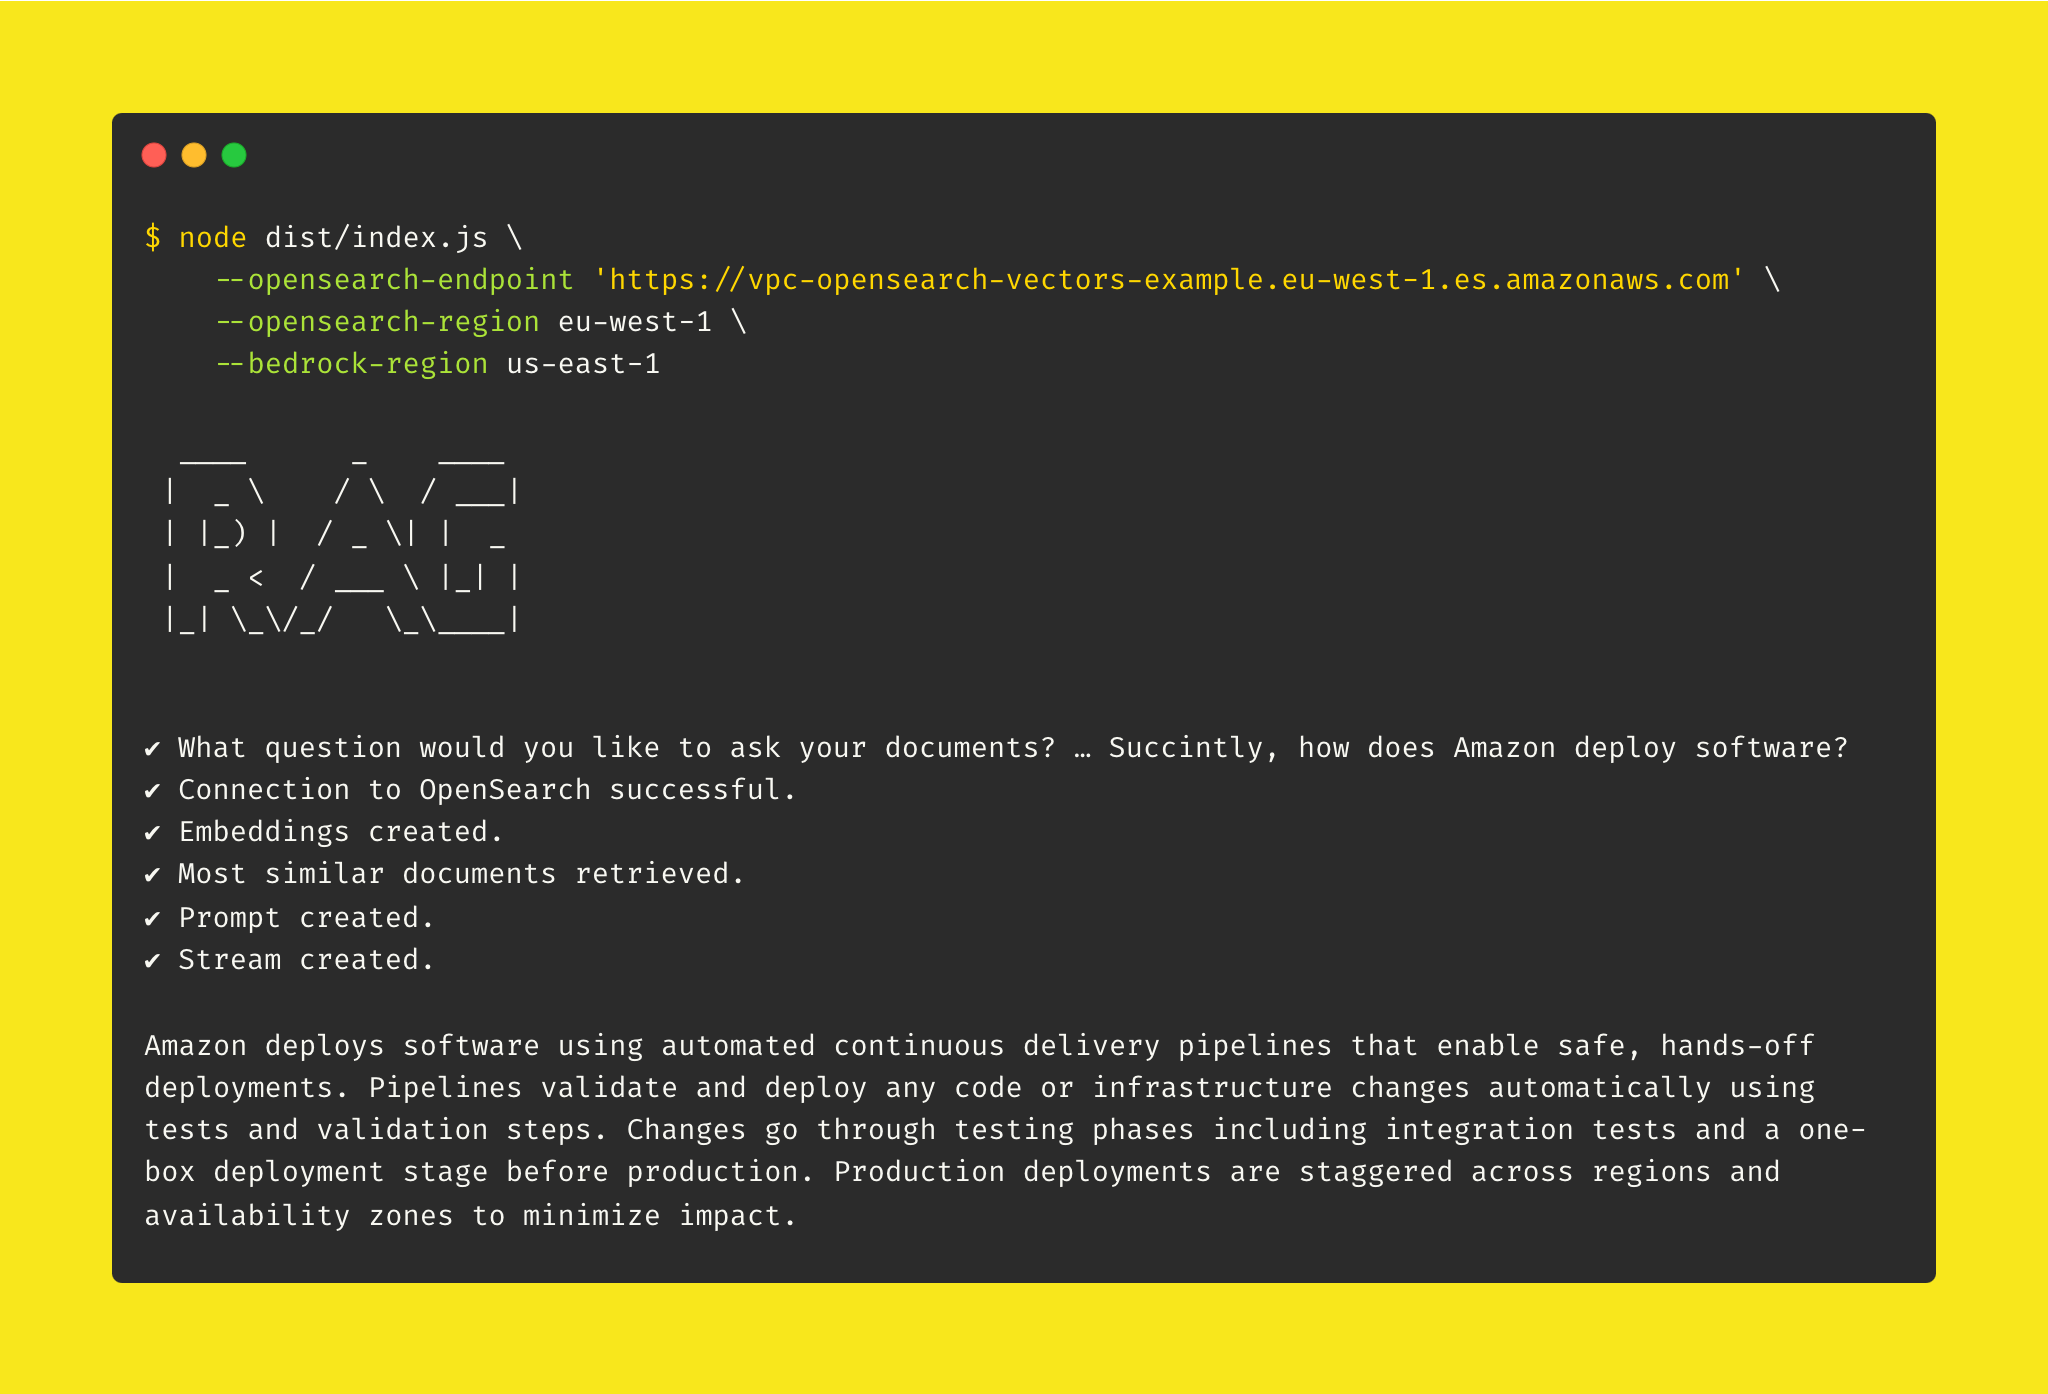 $ node dist/index.js \
    --opensearch-endpoint 'https://vpc-opensearch-vectors-example.eu-west-1.es.amazonaws.com' \
    --opensearch-region eu-west-1 \
    --bedrock-region us-east-1
  ____      _    ____
 |  _ \    / \  / ___|
 | |_) |  / _ \| |  _
 |  _ <  / ___ \ |_| |
 |_| \_\/_/   \_\____|
✔ What question would you like to ask your documents? … Succintly, how does Amazon deploy software?
✔ Connection to OpenSearch successful.
✔ Embeddings created.
✔ Most similar documents retrieved.
✔ Prompt created.
✔ Stream created.
Amazon deploys software using automated continuous delivery pipelines that enable safe, hands-off
deployments. Pipelines validate and deploy any code or infrastructure changes automatically using
tests and validation steps. Changes go through testing phases including integration tests and a one-
box deployment stage before production. Production deployments are staggered across regions and
availability zones to minimize impact.